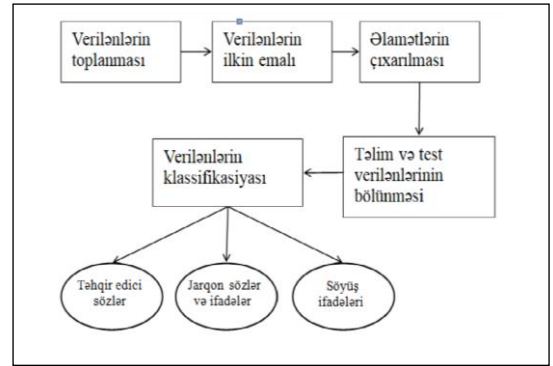 Verilənlərin
toplanması
Verilənlərin
ilkin emalı
Əlamətlərin
çıxarılması
Təlim və test
verilənlərinin
bölünməsi
Verilənlərin
klassifikasiyası
Təhqir edici
sözlər
Jarqon sözlər
və ifadələr
Söyüş
ifadələri